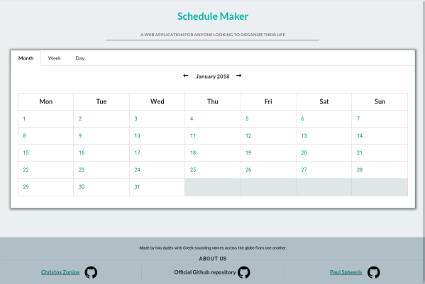 Schedule Maker
A WEB APPLICATION FOR ANYONE LOOKING TO ORGANIZE THEIR LIFE
Month Week Day
← January 2018 →
Mon Tue Wed Thu Fri Sat Sun
1 2 3 4 5 6 7
8 9 10 11 12 13 14
15 16 17 18 19 20 21
22 23 24 25 26 27 28
29 30 31
Made by two dudes with Greek sounding names across the globe from one another.
ABOUT US
Christos Official Github repository Paul